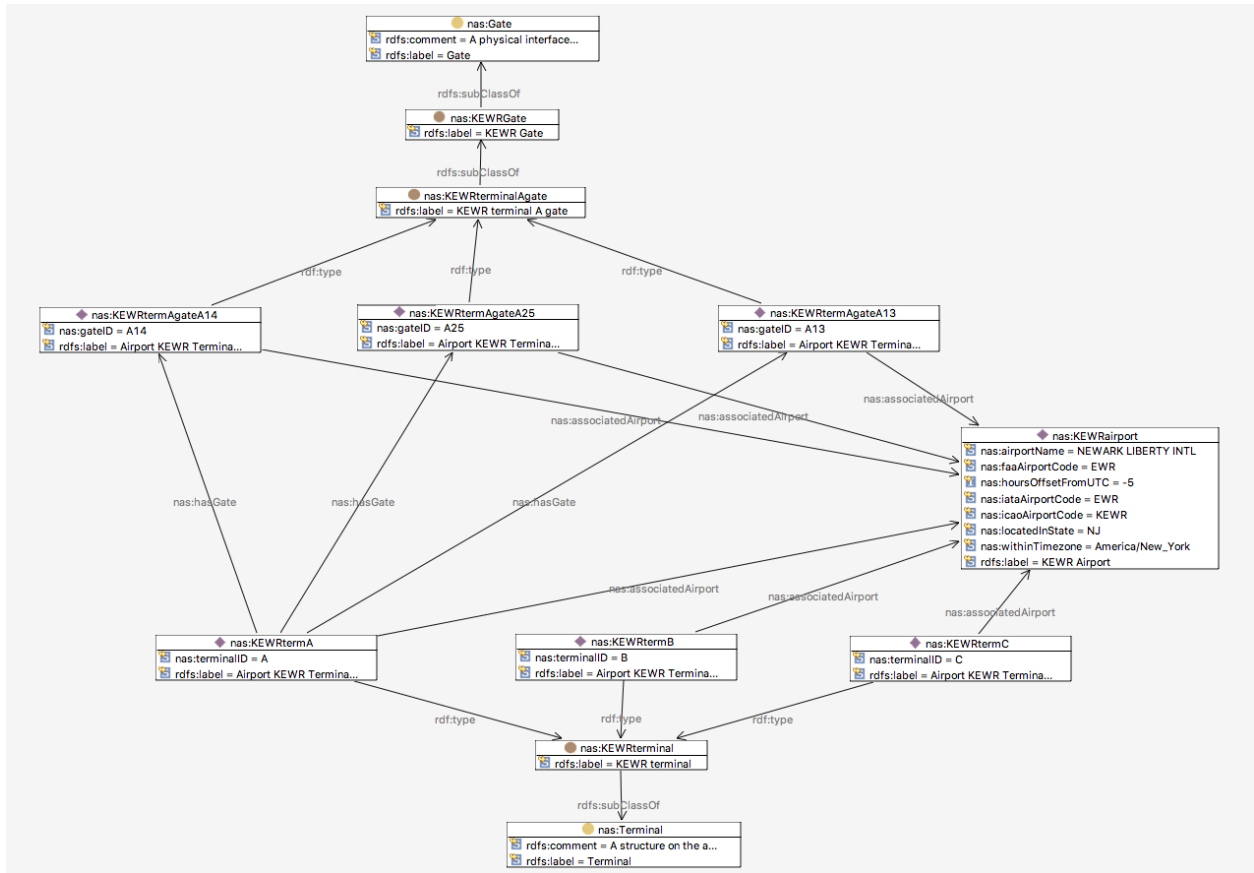 nas:Gate
rdfs:comment = A physical interface...
rdfs:label = Gate
rdfs:subClassOf
nas:KEWRGate
rdfs:label = KEWR Gate
rdfs:subClassOf
nas:KEWRterminalAgate
rdfs:label = KEWR terminal A gate
rdf:type
rdf:type
rdf:type
nas:KEWRtermAgateA14
nas:gateID = A14
rdfs:label = Airport KEWR Termina...
nas:KEWRtermAgateA25
nas:gateID = A25
rdfs:label = Airport KEWR Termina...
nas:KEWRtermAgateA13
nas:gateID = A13
rdfs:label = Airport KEWR Termina...
nas:associatedAirport
nas:associatedAirport
nas:associatedAirport
nas:KEWRairport
nas:airportName = NEWARK LIBERTY INTL
nas:faaAirportCode = EWR
nas:hoursOffsetFromUTC = -5
nas:iataAirportCode = EWR
nas:icaoAirportCode = KEWR
nas:locatedInState = NJ
nas:withinTimezone = America/New_York
rdfs:label = KEWR Airport
nas:hasGate
nas:hasGate
nas:hasGate
nas:associatedAirport
nas:associatedAirport
nas:associatedAirport
nas:KEWRtermA
nas:terminalID = A
rdfs:label = Airport KEWR Termina...
nas:KEWRtermB
nas:terminalID = B
rdfs:label = Airport KEWR Termina...
nas:KEWRtermC
nas:terminalID = C
rdfs:label = Airport KEWR Termina...
rdf:type
rdf:type
rdf:type
nas:KEWRterminal
rdfs:label = KEWR terminal
rdfs:subClassOf
nas:Terminal
rdfs:comment = A structure on the a...
rdfs:label = Terminal